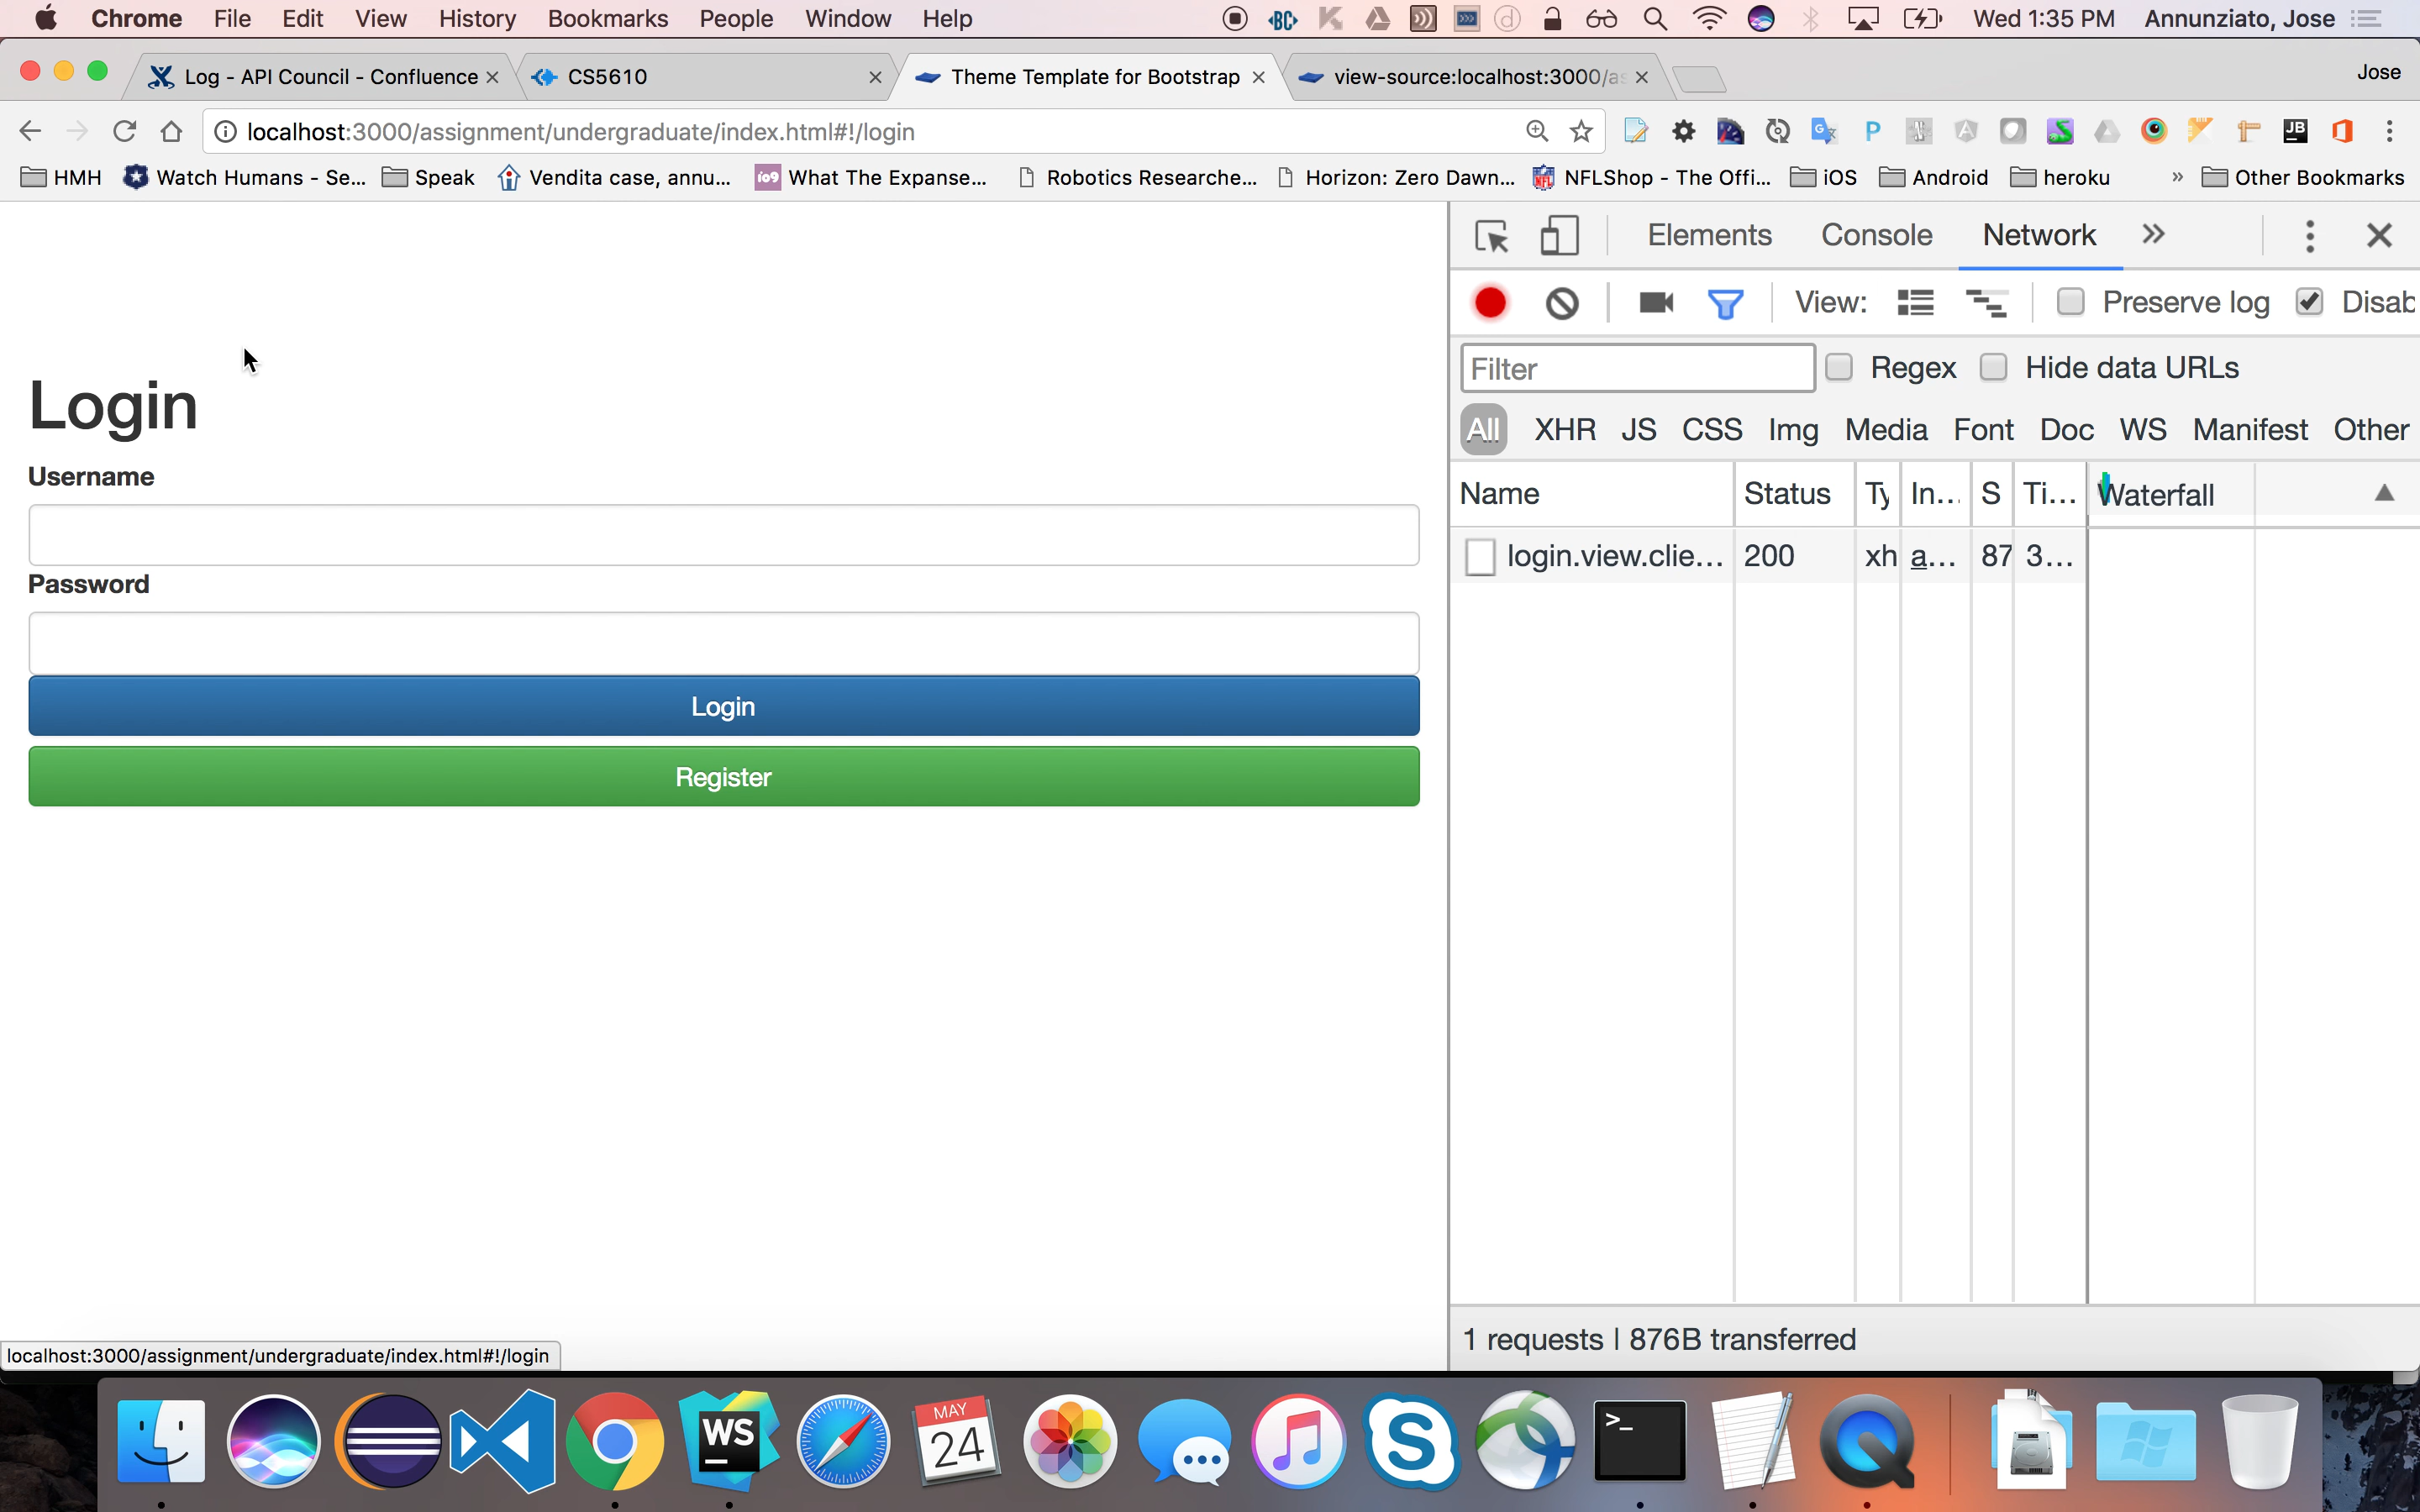 Chrome File Edit View History Bookmarks People Window Help Wed 1:35 PM Annunziato, Jose
Log - API Council - Confluence CS5610 Theme Template for Bootstrap view-source:localhost:3000/as Jose
localhost:3000/assignment/undergraduate/index.html#!/login
HMH Watch Humans - Se... Speak Vendita case, annu... io9 What The Expanse... Robotics Researche... Horizon: Zero Dawn... NFLShop - The Offi... iOS Android heroku » Other Bookmarks
Elements Console Network
View: Preserve log Disab
Filter Regex Hide data URLs
All XHR JS CSS Img Media Font Doc WS Manifest Other
Name Status Ty In... S Ti... Waterfall
login.view.clie... 200 xh a... 87 3...
Login
Username
Password
Login
Register
1 requests | 876B transferred
localhost:3000/assignment/undergraduate/index.html#!/login
WS
MAY
24